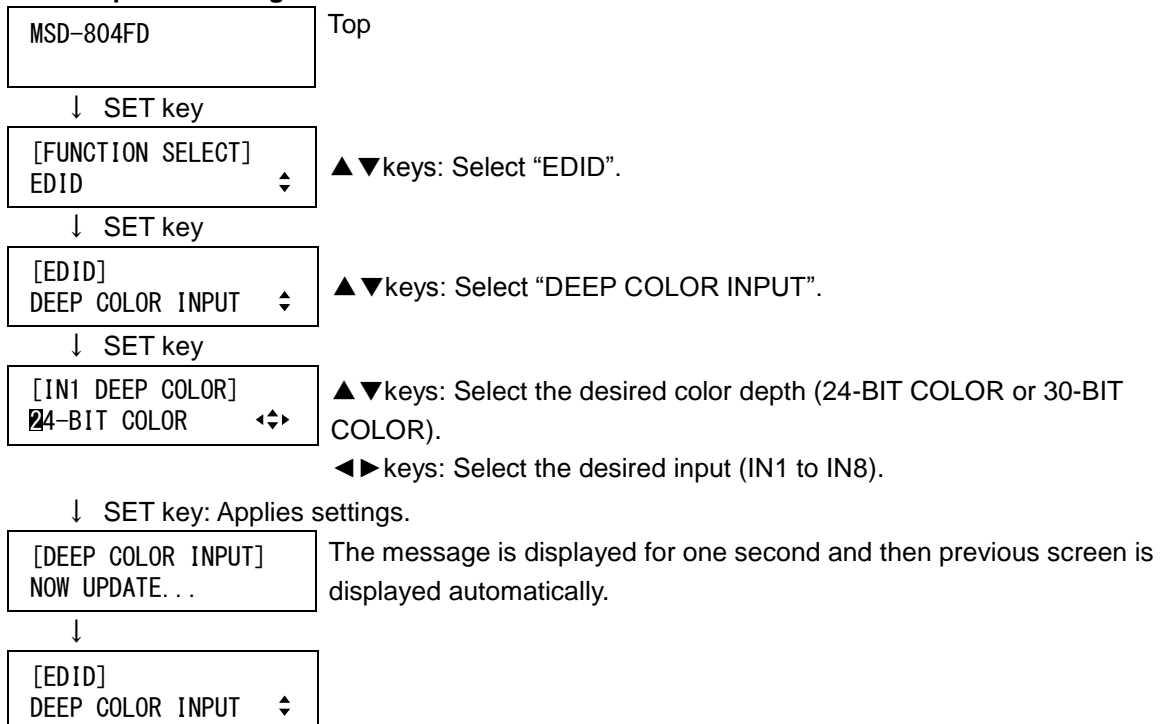 MSD-804FD
Top
↓ SET key
[FUNCTION SELECT]
EDID
▲▼keys: Select “EDID”.
↓ SET key
[EDID]
DEEP COLOR INPUT
▲▼keys: Select “DEEP COLOR INPUT”.
↓ SET key
[IN1 DEEP COLOR]
24-BIT COLOR
▲▼keys: Select the desired color depth (24-BIT COLOR or 30-BIT
COLOR).
◄►keys: Select the desired input (IN1 to IN8).
↓ SET key: Applies settings.
[DEEP COLOR INPUT]
NOW UPDATE...
The message is displayed for one second and then previous screen is
displayed automatically.
↓
[EDID]
DEEP COLOR INPUT